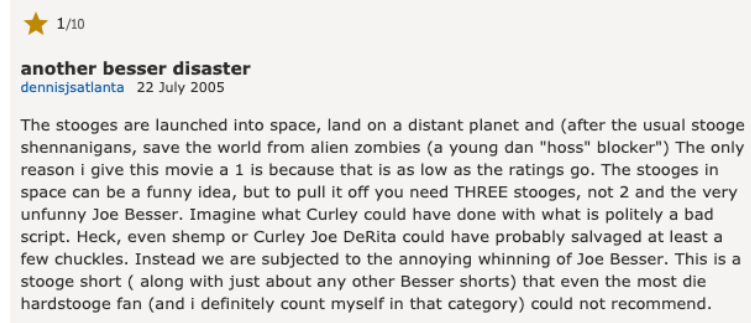 1/10
another besser disaster
dennisjsatlanta 22 July 2005
The stooges are launched into space, land on a distant planet and (after the usual stooge
shennanigans, save the world from alien zombies (a young dan "hoss" blocker") The only
reason i give this movie a 1 is because that is as low as the ratings go. The stooges in
space can be a funny idea, but to pull it off you need THREE stooges, not 2 and the very
unfunny Joe Besser. Imagine what Curley could have done with what is politely a bad
script. Heck, even shemp or Curley Joe DeRita could have probably salvaged at least a
few chuckles. Instead we are subjected to the annoying whinning of Joe Besser. This is a
stooge short ( along with just about any other Besser shorts) that even the most die
hardstooge fan (and i definitely count myself in that category) could not recommend.